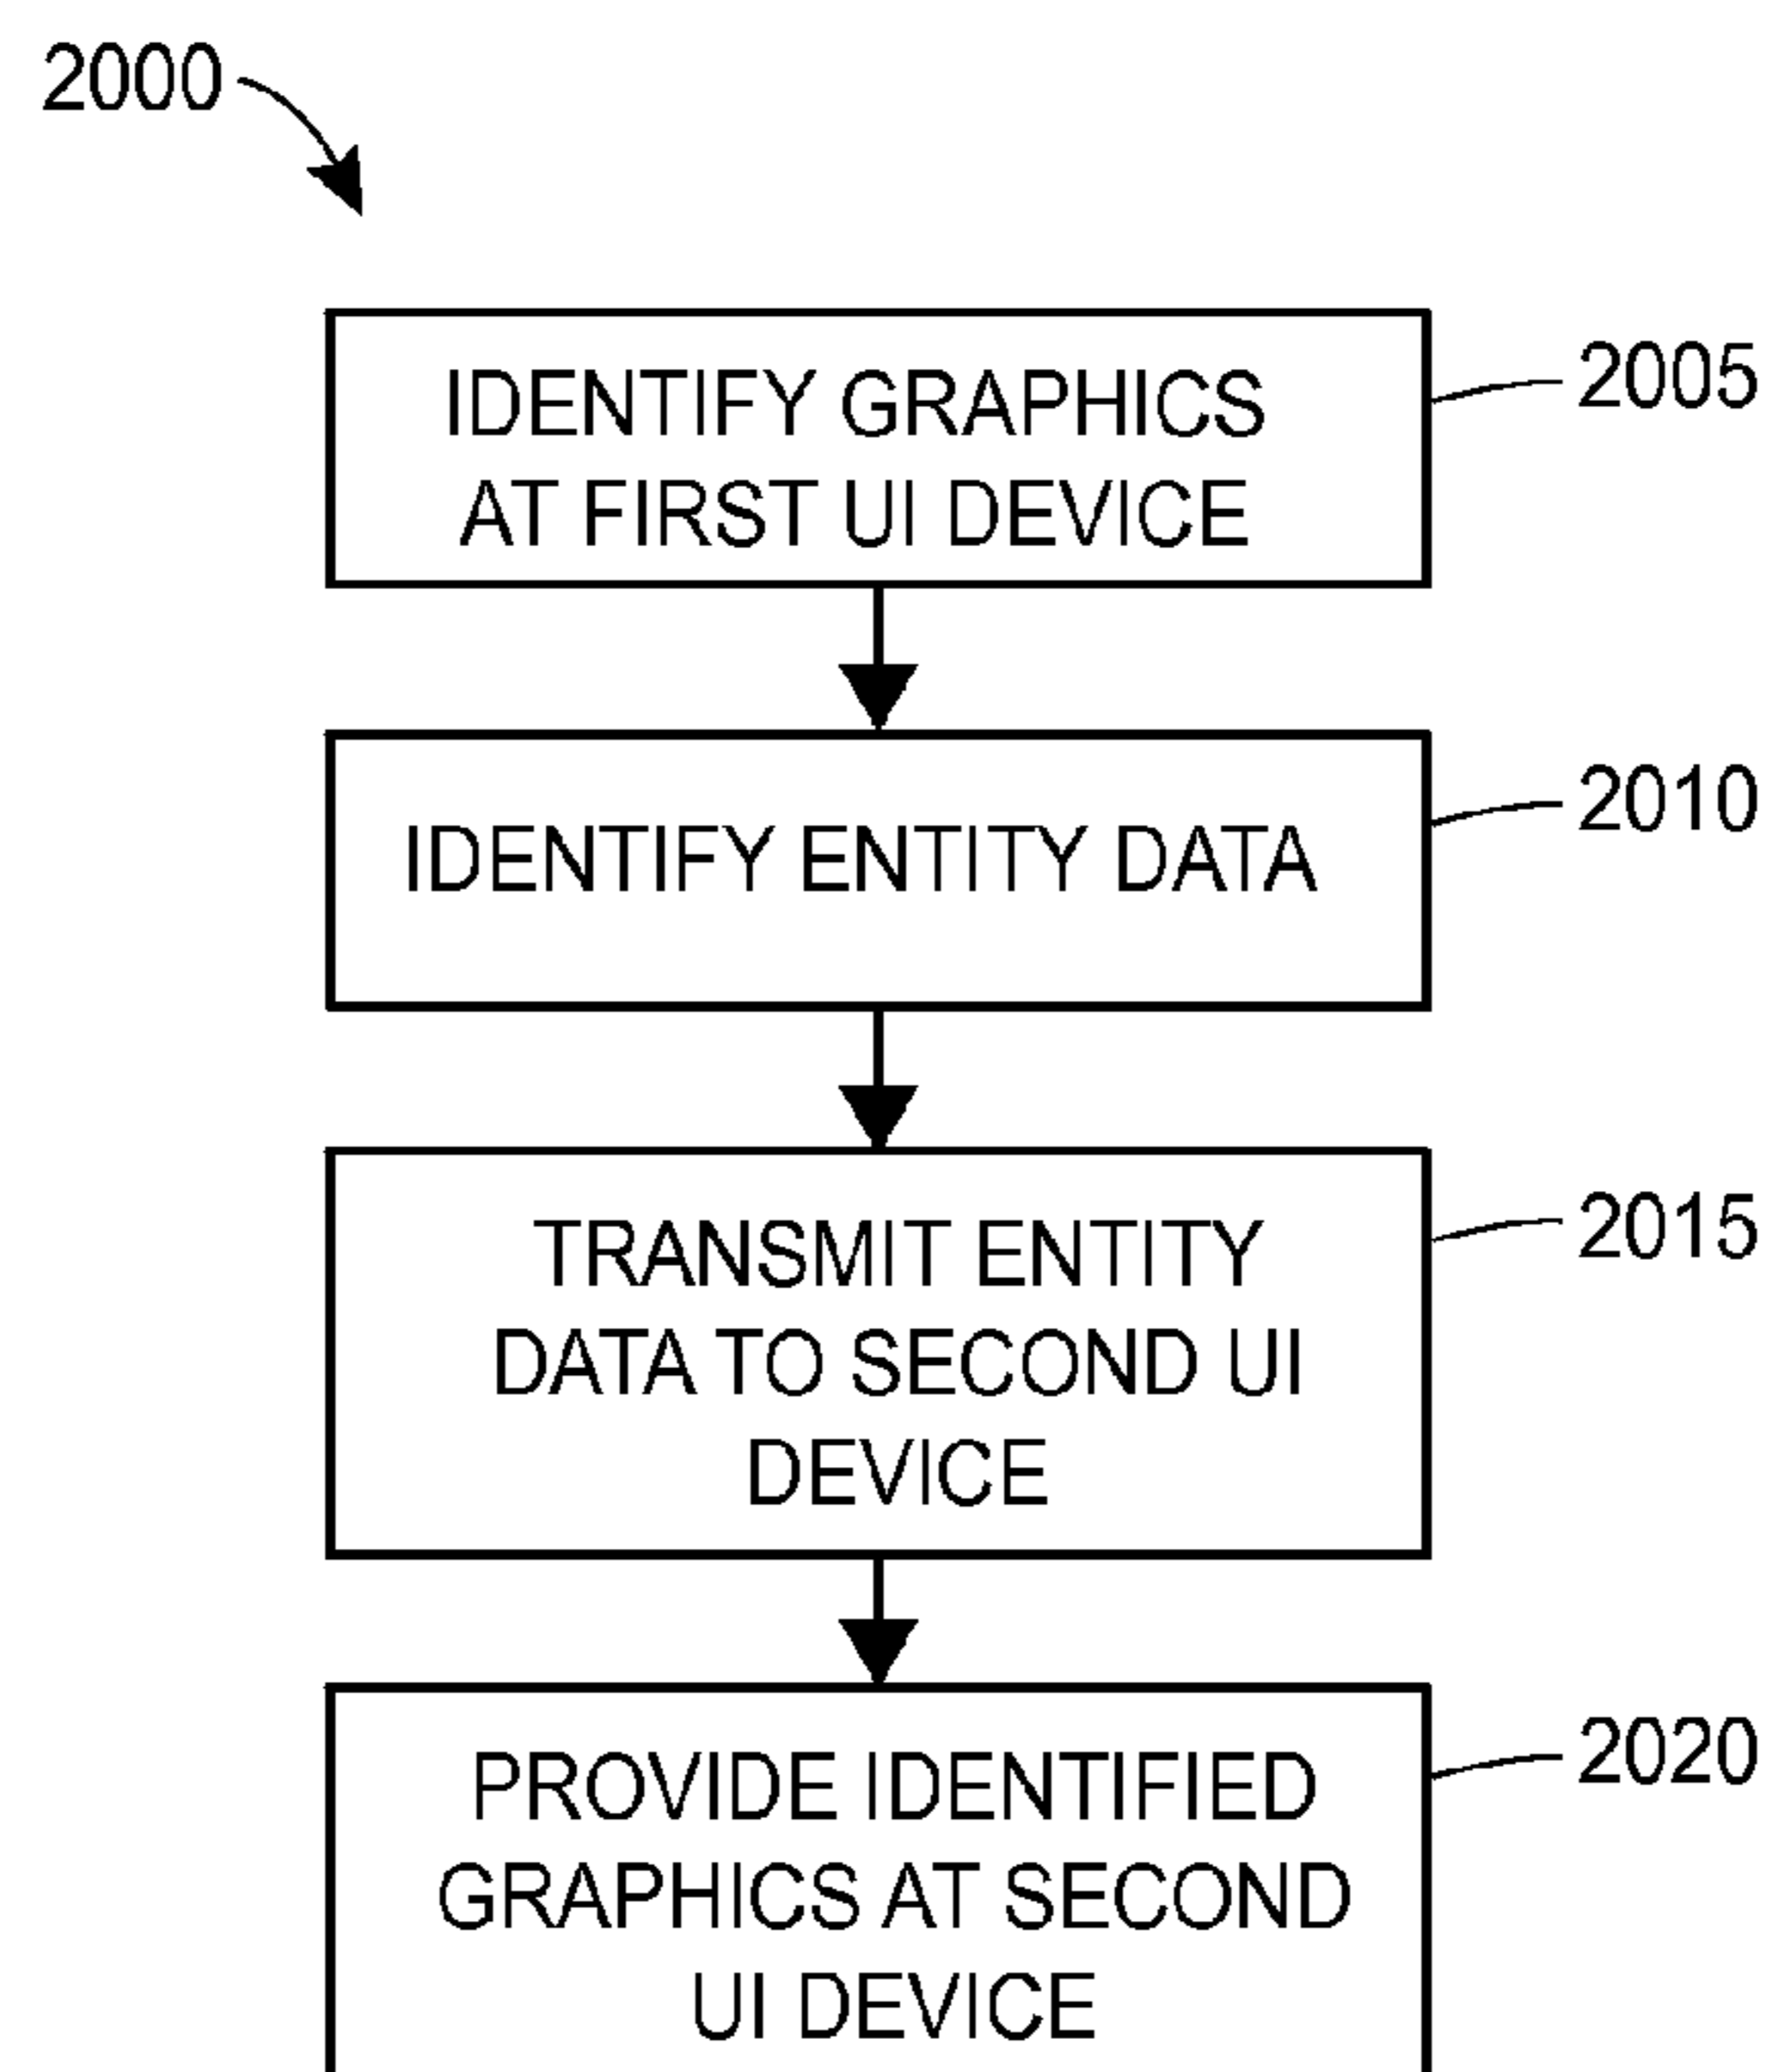 2000
IDENTIFY GRAPHICS
AT FIRST UI DEVICE
2005
IDENTIFY ENTITY DATA
2010
TRANSMIT ENTITY
DATA TO SECOND UI
DEVICE
2015
PROVIDE IDENTIFIED
GRAPHICS AT SECOND
UI DEVICE
2020